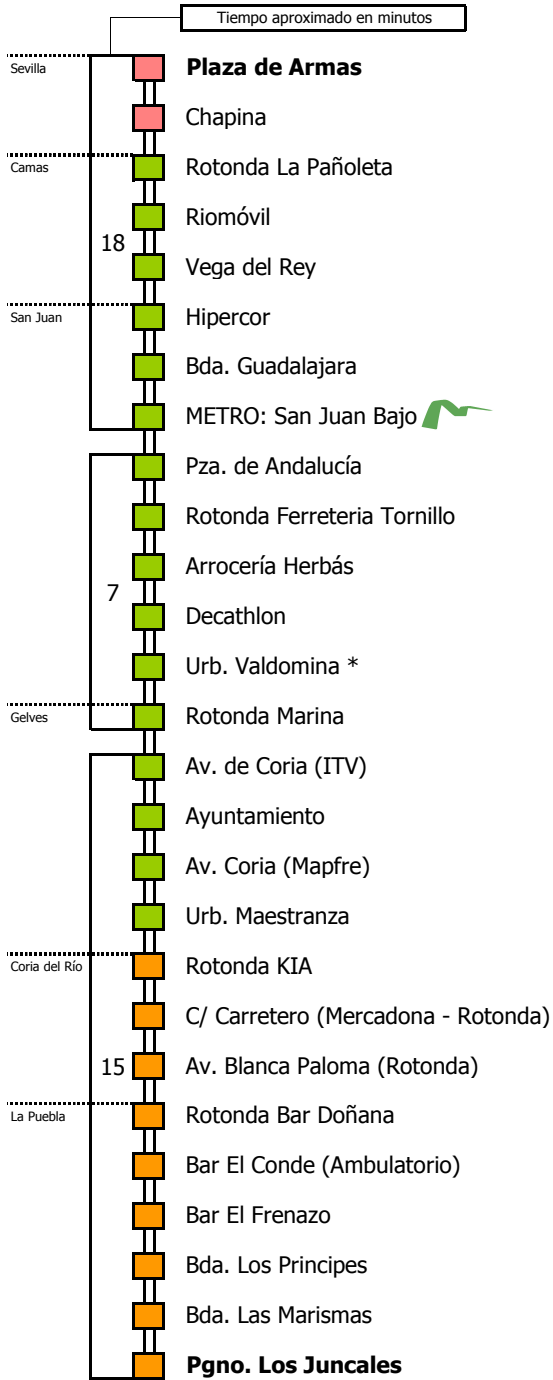 Tiempo aproximado en minutos
Sevilla
Plaza de Armas
Chapina
Camas
Rotonda La Pañoleta
Riomóvil
18
Vega del Rey
San Juan
Hipercor
Bda. Guadalajara
METRO: San Juan Bajo
Pza. de Andalucía
Rotonda Ferreteria Tornillo
Arrocería Herbás
7
Decathlon
Urb. Valdomina *
Gelves
Rotonda Marina
Av. de Coria (ITV)
Ayuntamiento
Av. Coria (Mapfre)
Urb. Maestranza
Coria del Río
Rotonda KIA
C/ Carretero (Mercadona - Rotonda)
15
Av. Blanca Paloma (Rotonda)
La Puebla
Rotonda Bar Doñana
Bar El Conde (Ambulatorio)
Bar El Frenazo
Bda. Los Principes
Bda. Las Marismas
Pgno. Los Juncales